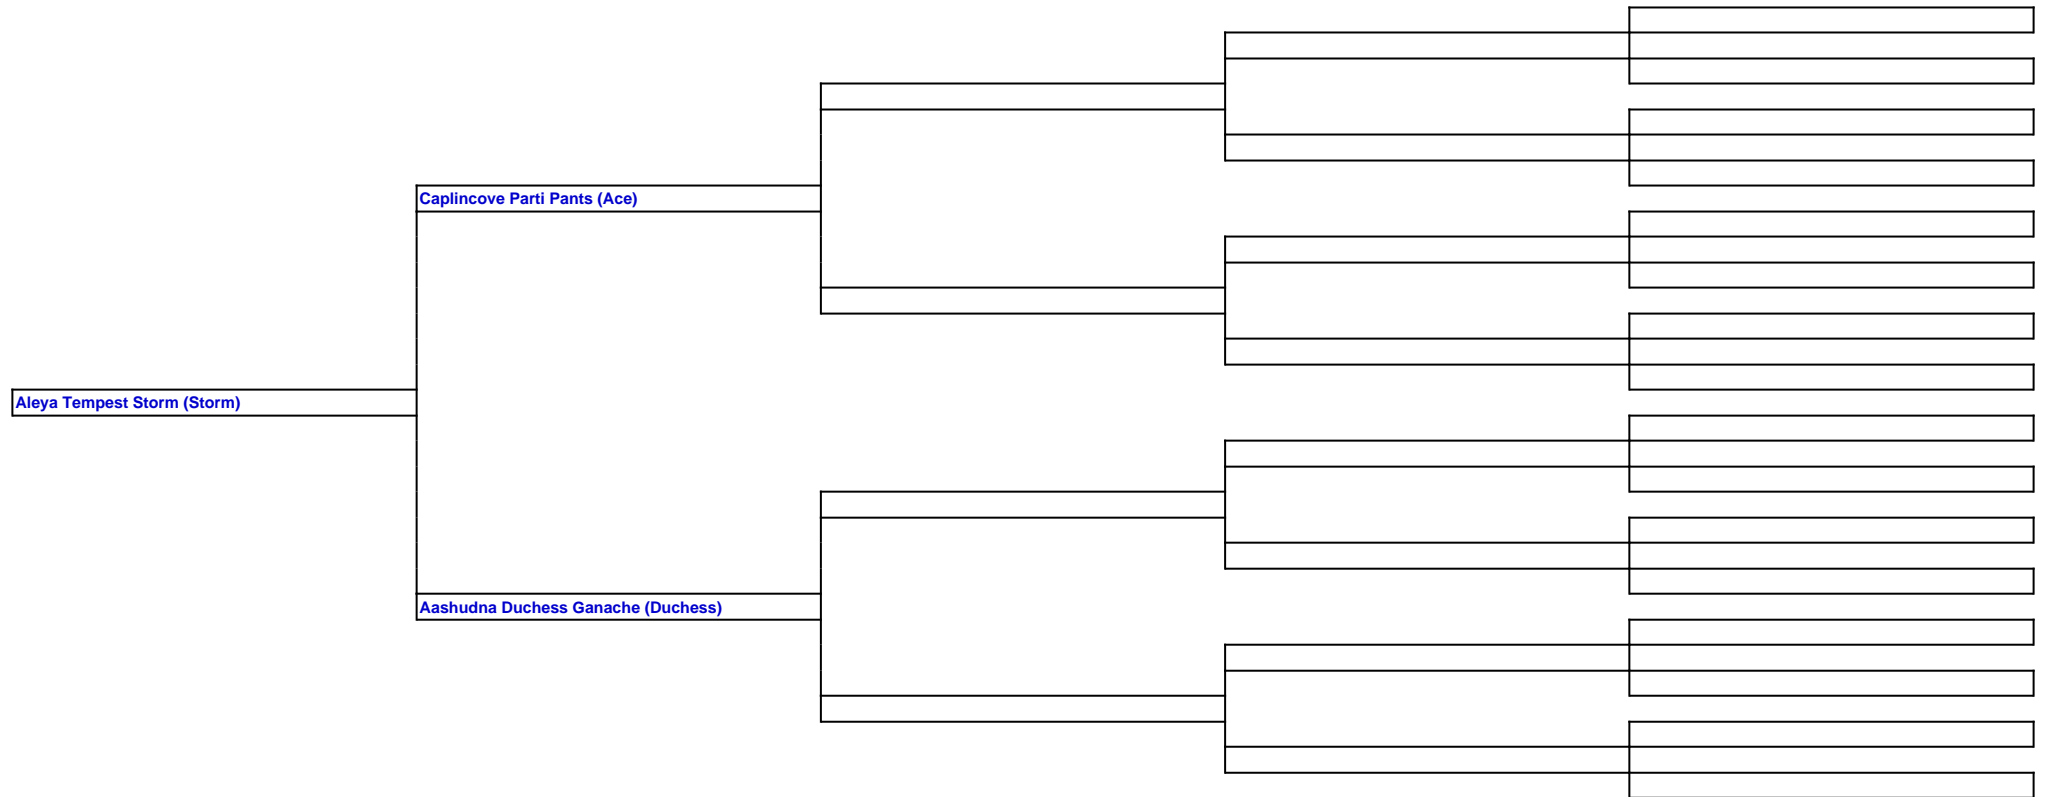 Caplincove Parti Pants (Ace)
Aleya Tempest Storm (Storm)
Aashudna Duchess Ganache (Duchess)